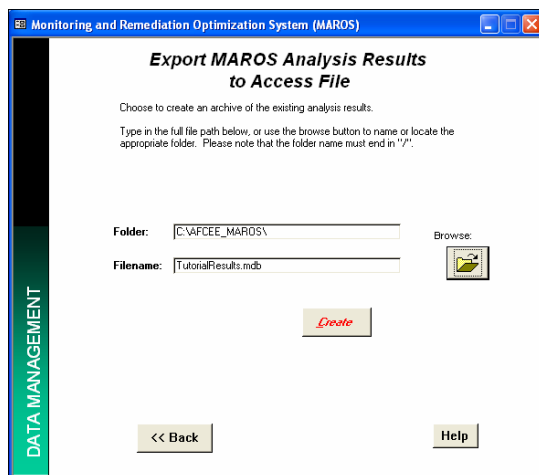 Monitoring and Remediation Optimization System (MAROS)
Export MAROS Analysis Results
to Access File
Choose to create an archive of the existing analysis results.
Type in the full file path below, or use the browse button to name or locate the
appropriate folder. Please note that the folder name must end in "/".
Folder:
C:\AFCEE_MAROS\
Browse:
Filename:
TutorialResults.mdb
Create
DATA MANAGEMENT
<< Back
Help